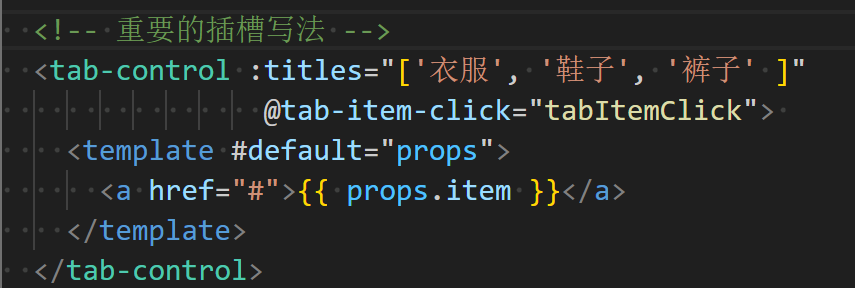 <!-- 重要的插槽写法 -->
<tab-control :titles="['衣服', '鞋子', '裤子' ]"
@tab-item-click="tabItemClick">
<template #default="props">
<a href="#">{{ props.item }}</a>
</template>
</tab-control>